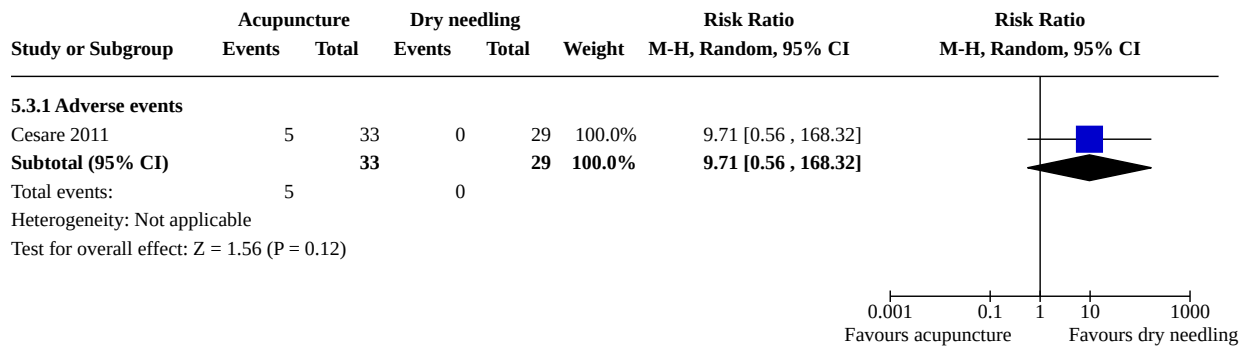 Acupuncture Dry needling Risk Ratio Risk Ratio
Study or Subgroup Events Total Events Total Weight M-H, Random, 95% CI M-H, Random, 95% CI
5.3.1 Adverse events
Cesare 2011 5 33 0 29 100.0% 9.71 [0.56 , 168.32]
Subtotal (95% CI) 33 29 100.0% 9.71 [0.56 , 168.32]
Total events: 5 0
Heterogeneity: Not applicable
Test for overall effect: Z = 1.56 (P = 0.12)
0.001 0.1 1 10 1000
Favours acupuncture Favours dry needling